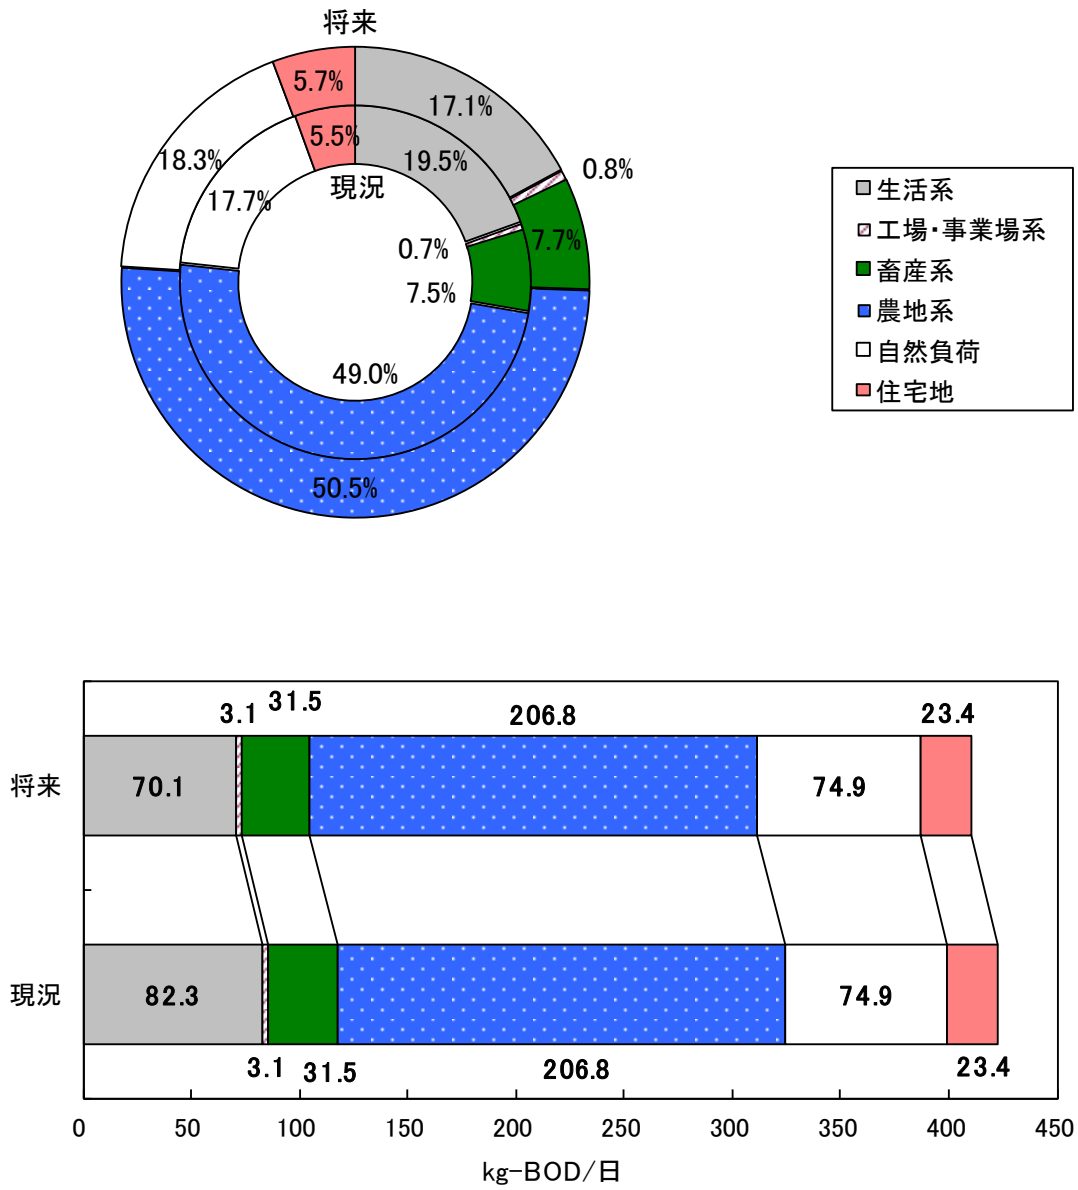 将来
5.7%
17.1%
5.5%
18.3%
19.5%
0.8%
現況
17.7%
0.7%
7.7%
7.5%
49.0%
50.5%
生活系
工場・事業場系
畜産系
農地系
自然負荷
住宅地
3.1
31.5
206.8
23.4
将来
70.1
74.9
現況
82.3
74.9
3.1
31.5
206.8
23.4
0 50 100 150 200 250 300 350 400 450
kg-BOD/日